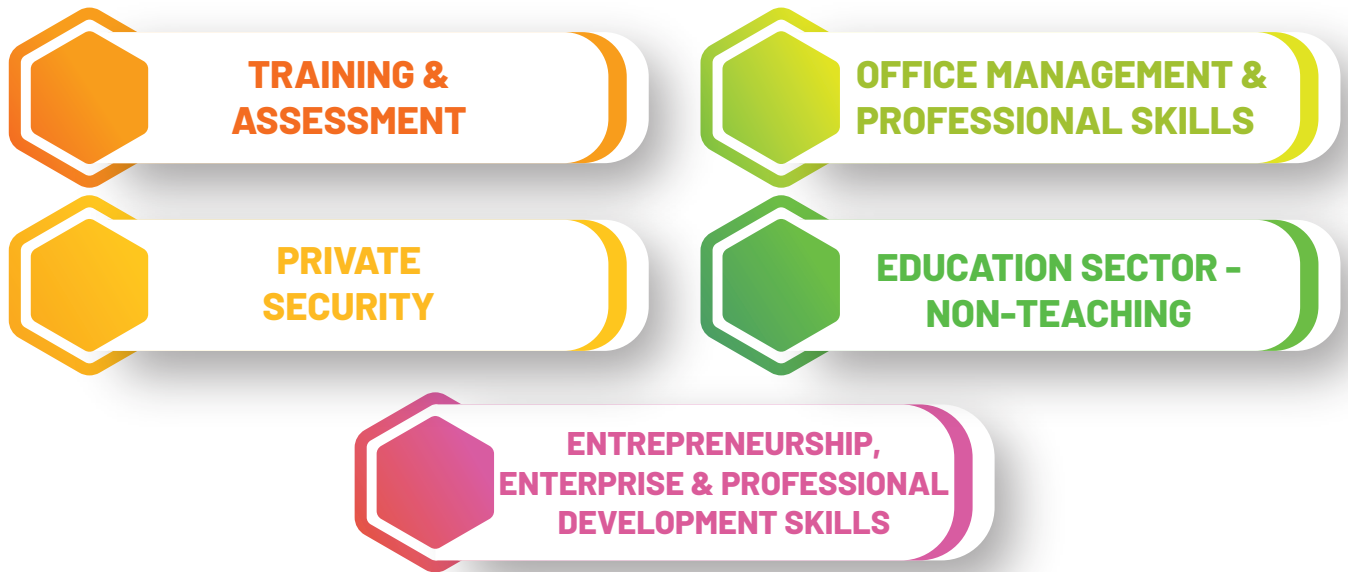 TRAINING &
ASSESSMENT
OFFICE MANAGEMENT &
PROFESSIONAL SKILLS
PRIVATE
SECURITY
EDUCATION SECTOR -
NON-TEACHING
ENTREPRENEURSHIP,
ENTERPRISE & PROFESSIONAL
DEVELOPMENT SKILLS